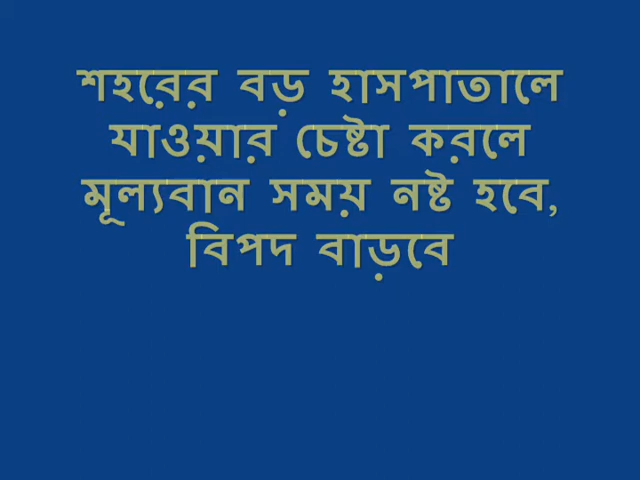 শহরের বড় হাসপাতালে
যাওয়ার চেষ্টা করলে
মূল্যবান সময় নষ্ট হবে,
বিপদ বাড়বে